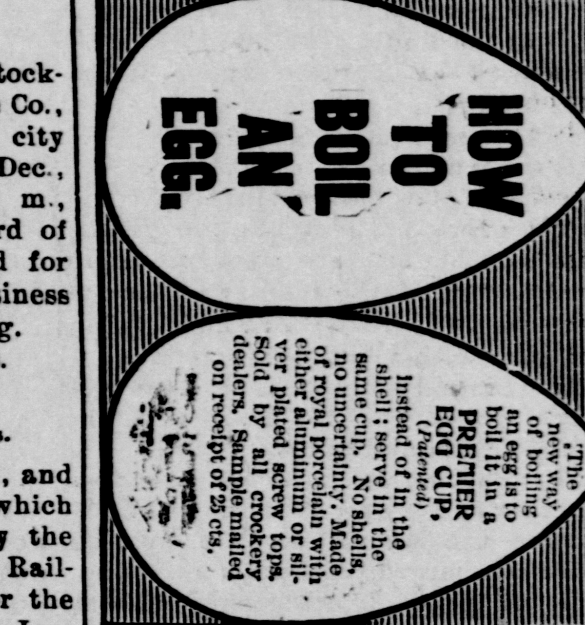 tock-
Co.,
city
Dec.,
m.,
rd of
d for
siness
g.
., and
which
y the
Rail-
r the
HOW
TO
BOIL
AN
EGG.
The
new way
of boiling
an egg is to
boil it in a
PREMIER
EGG CUP,
(Patented)
instead of in the
shell; serve in the
same cup. No shells,
no uncertainty. Made
of royal porcelain with
either aluminum or sil-
ver plated screw tops.
Sold by all crockery
dealers. Sample mailed
on receipt of 25 cts.